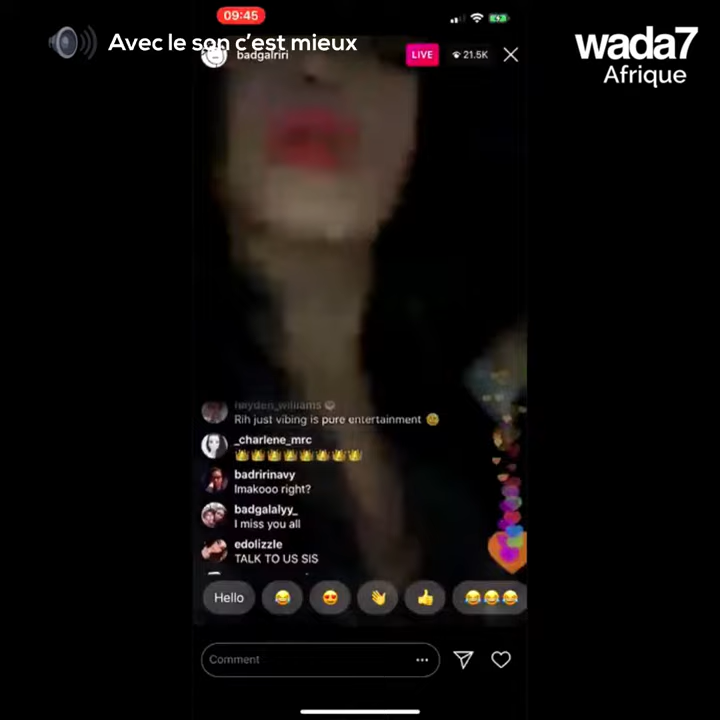 09:45
Avec le son c'est mieux
wada7
Afrique
badgalriri
LIVE
21.5K
hayden_williams
Rih just vibing is pure entertainment
_charlene_mrc
badririnavy
lmakooo right?
badgalalyy_
I miss you all
edolizzle
TALK TO US SIS
Hello
Comment